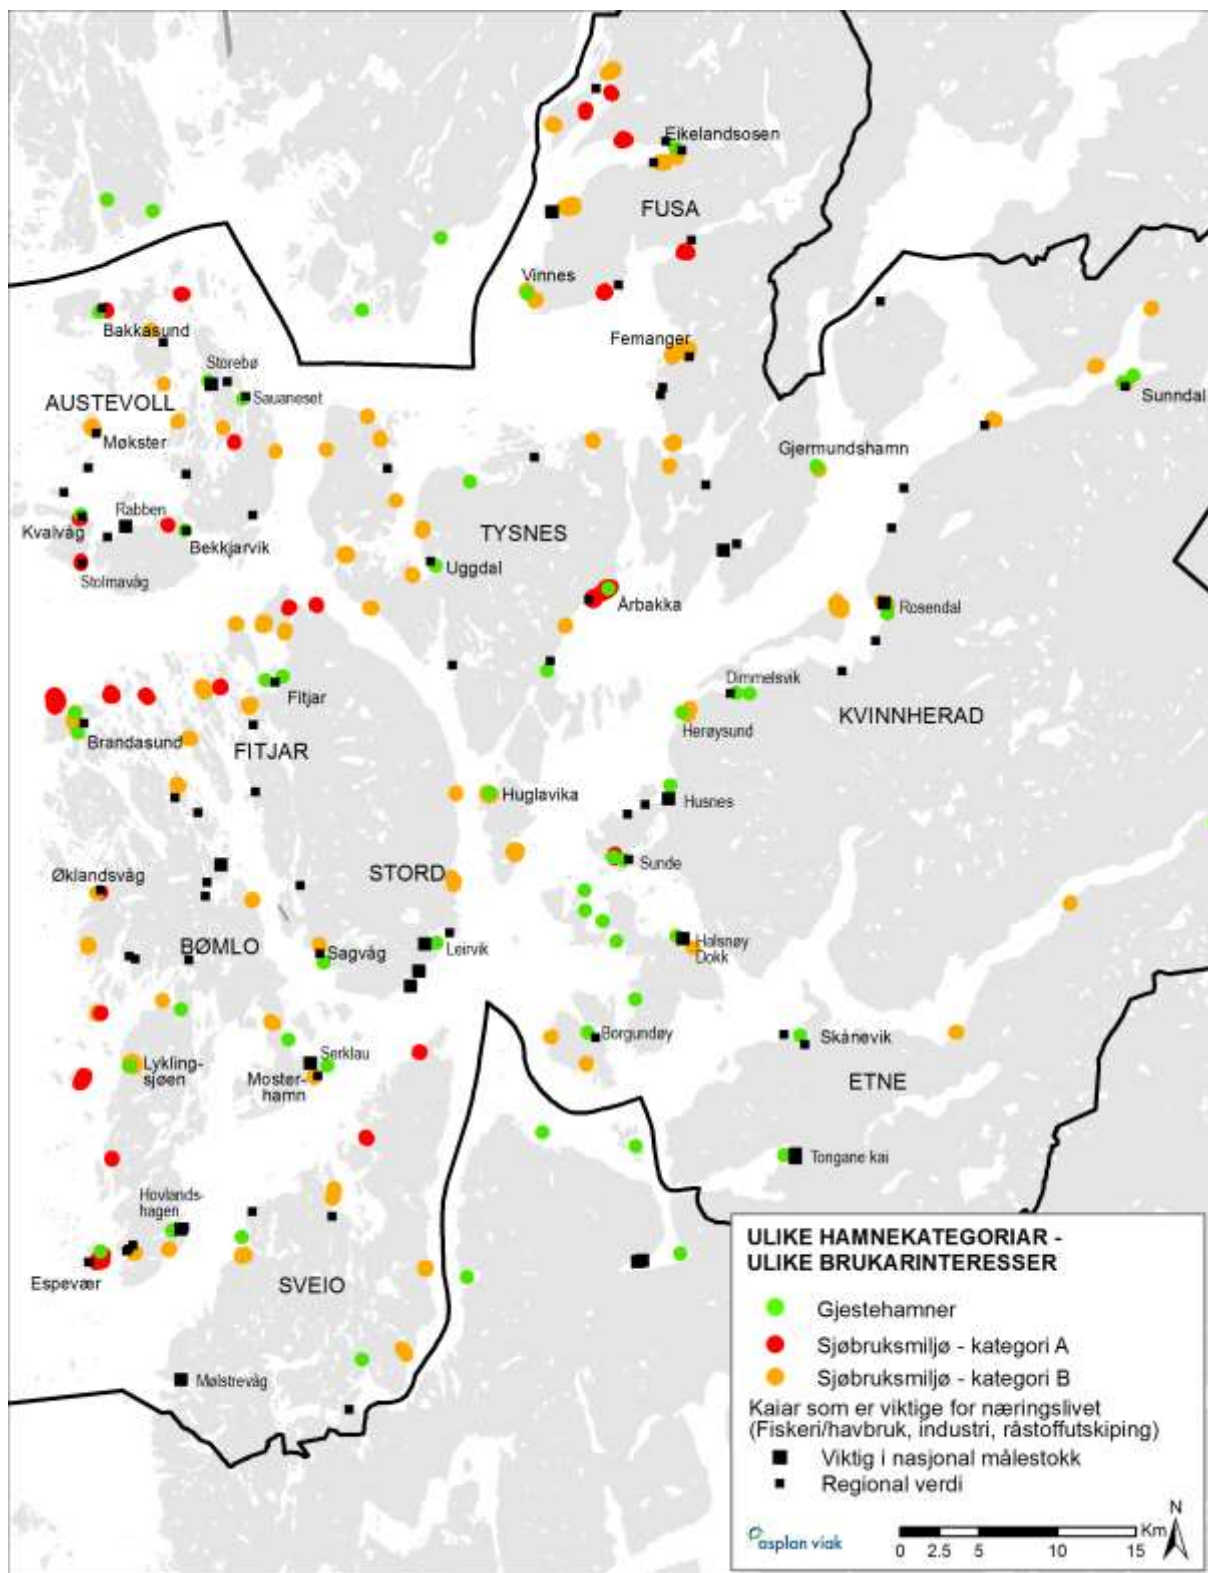 Eikelandsosen
FUSA
Vinnes
Bakkasund
Femanger
Storebø
Sunndal
AUSTEVOLL
Sauaneset
Møkster
Gjermundshamn
Rabben
TYSNES
Kvalvåg
Bekkjarvik
Uggdal
Stolmavåg
Årbakka
Rosendal
Fitjar
Dimmelsvik
KVINNHERAD
Herøysund
Brandasund
FITJAR
Huglavika
Husnes
Sunde
Øklandsvåg
STORD
BØMLO
Sagvåg
Leirvik
Halsnøy
Dokk
Borgundøy
Skånevik
Serklau
Lykling-
sjøen
Moster-
hamn
ETNE
Tongane kai
Hovlands-
hagen
Espevær
SVEIO
Mølstrevåg
ULIKE HAMNEKATEGORIAR -
ULIKE BRUKARINTERESSER
Gjestehamner
Sjøbruksmiljø - kategori A
Sjøbruksmiljø - kategori B
Kaiar som er viktige for næringslivet
(Fiskeri/havbruk, industri, råstoffutskiping)
Viktig i nasjonal målestokk
Regional verdi
N
Km
asplan viak
0 2.5 5 10 15